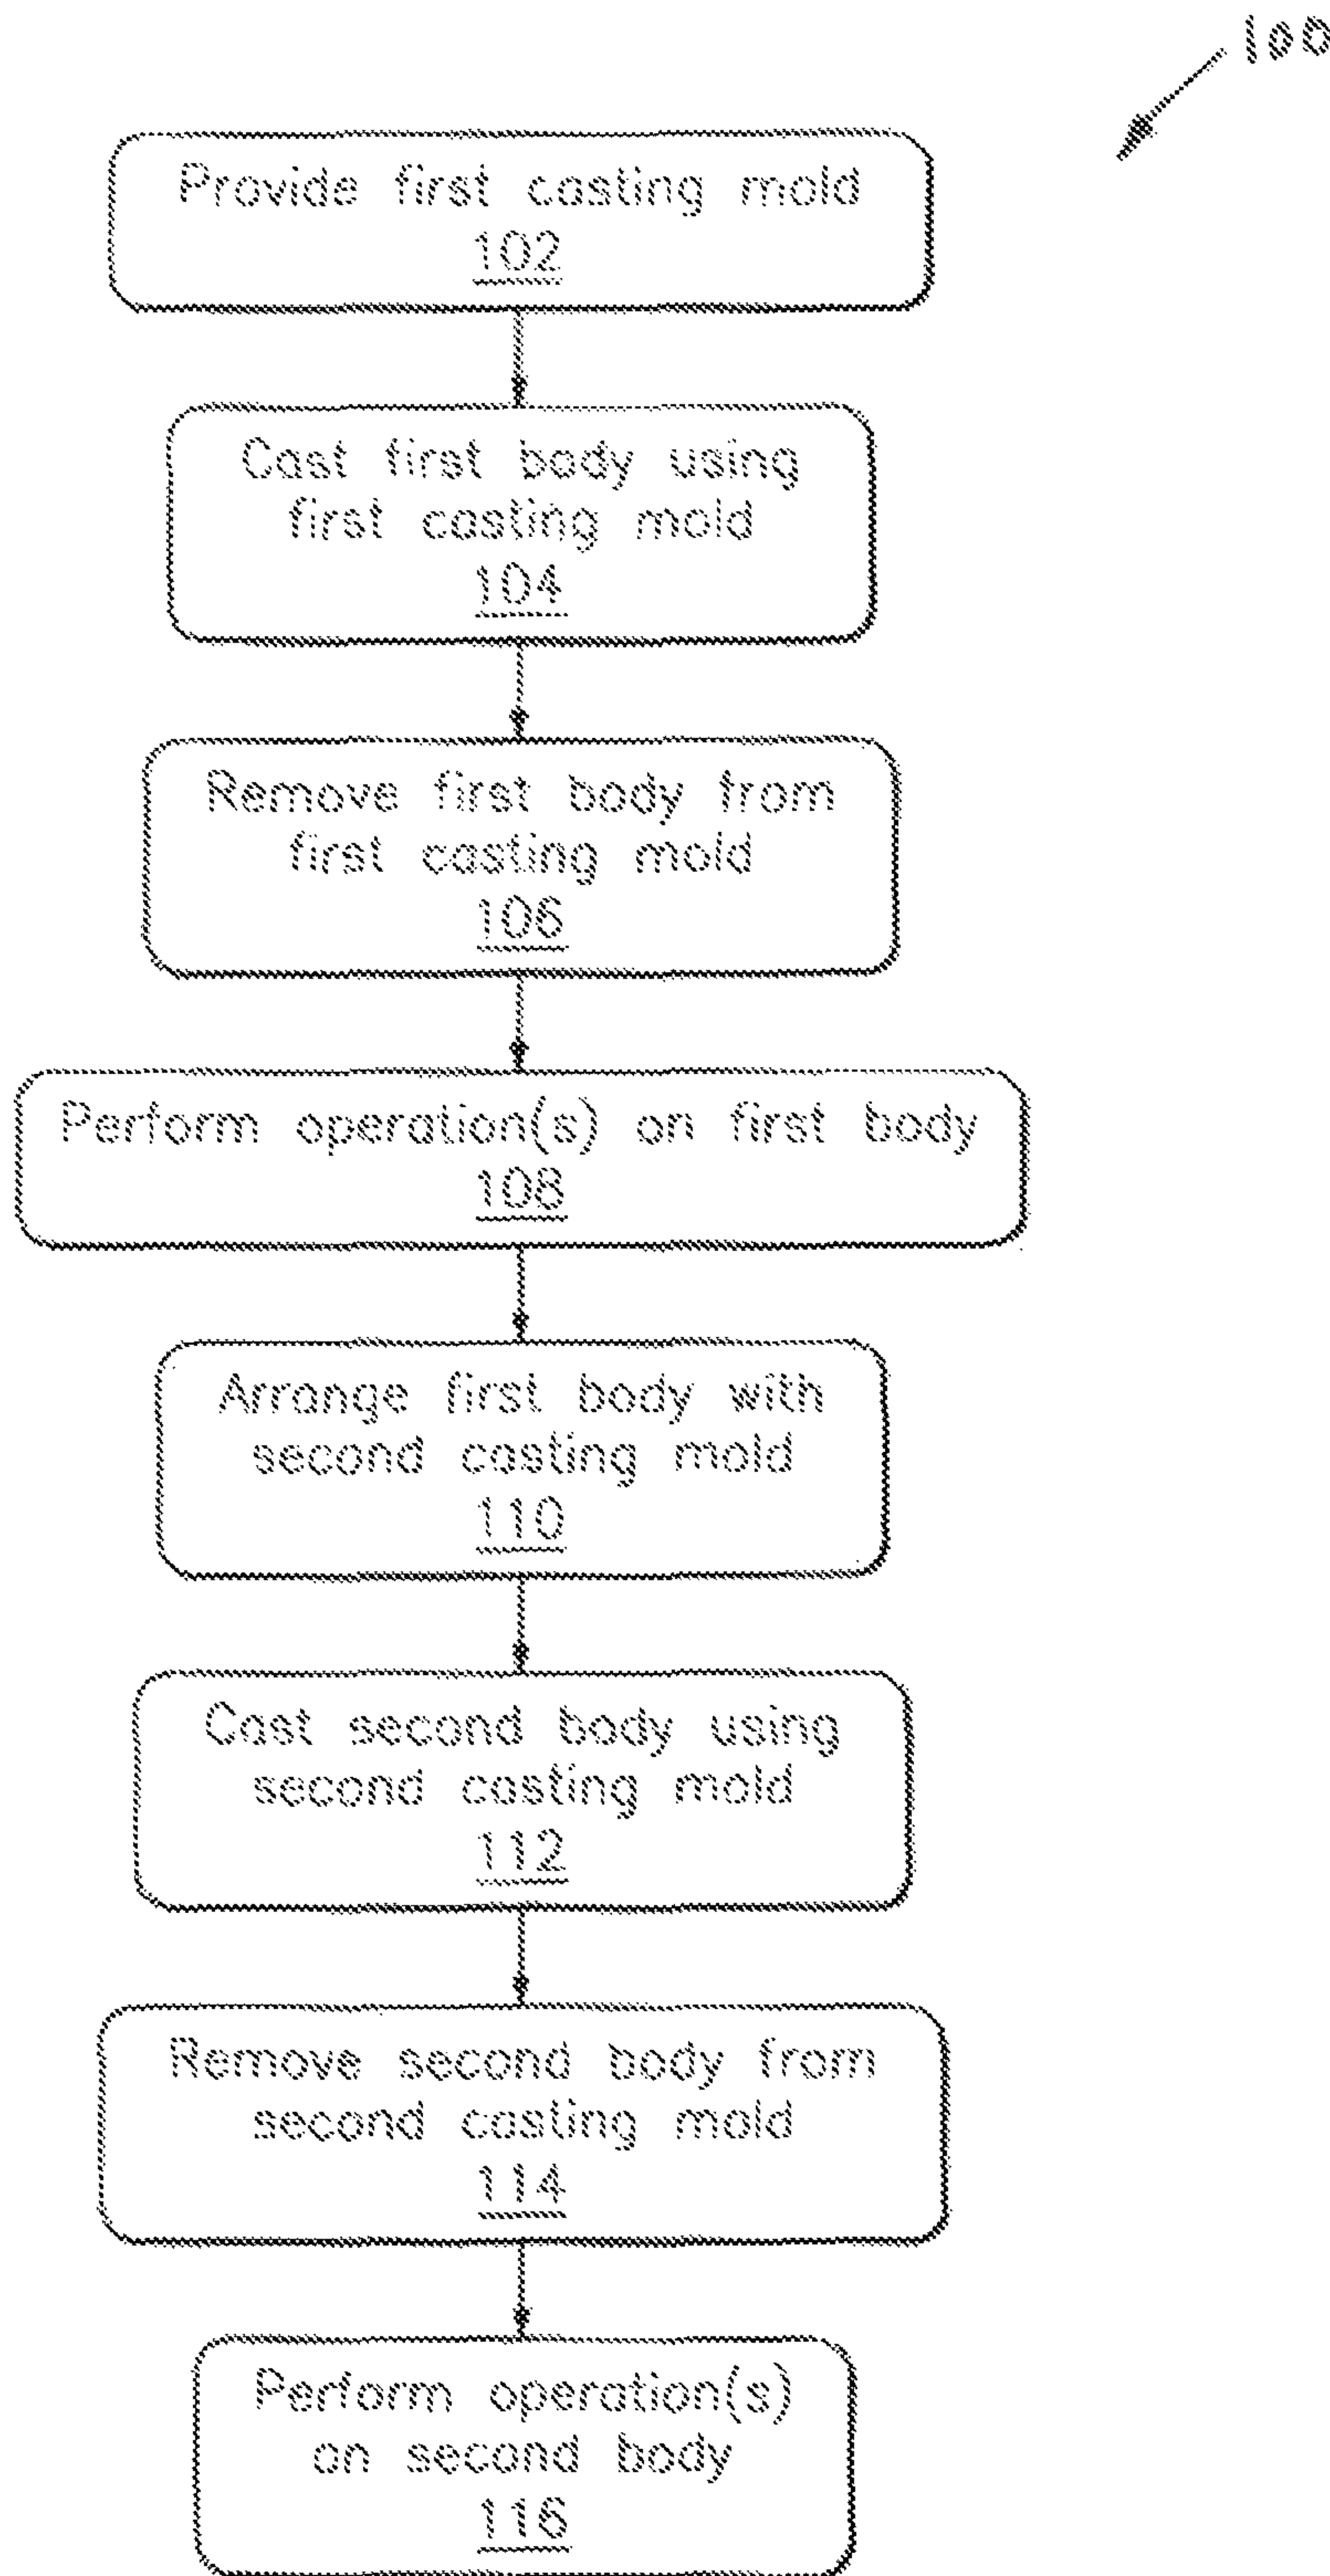 100
Provide first casting mold
102
Cast first body using
first casting mold
104
Remove first body from
first casting mold
106
Perform operation(s) on first body
108
Arrange first body with
second casting mold
110
Cast second body using
second casting mold
112
Remove second body from
second casting mold
114
Perform operation(s)
on second body
116